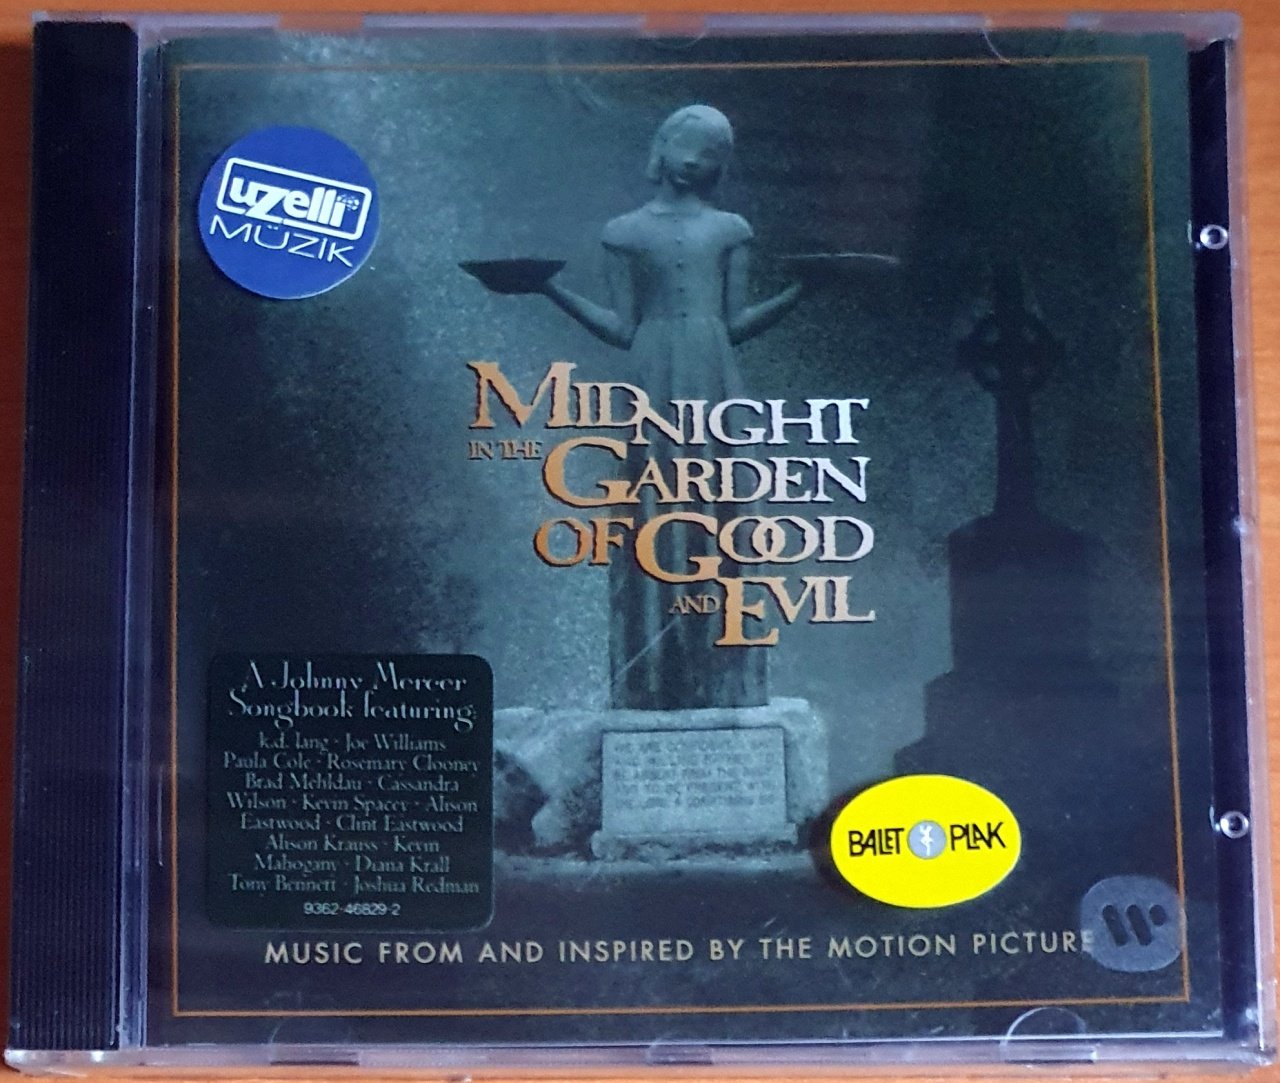 uzelli
MÜZİK
MIDNIGHT
IN THE GARDEN
OF GOOD
AND EVIL
A Johnny Mercer
Songbook featuring:
k.d. lang · Joe Williams
Paula Cole · Rosemary Clooney
Brad Mehldau · Cassandra
Wilson · Kevin Spacey · Alison
Eastwood · Clint Eastwood
Alison Krauss · Kevin
Mahogany · Diana Krall
Tony Bennett · Joshua Redman
9362-46829-2
BALET PLAK
MUSIC FROM AND INSPIRED BY THE MOTION PICTURE